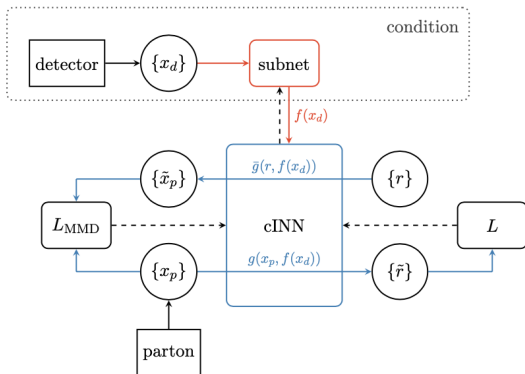 condition
detector
{x_d}
subnet
f(x_d)
{x̃_p}
ḡ(r, f(x_d))
{r}
L_MMD
cINN
L
{x_p}
g(x_p, f(x_d))
{r̃}
parton